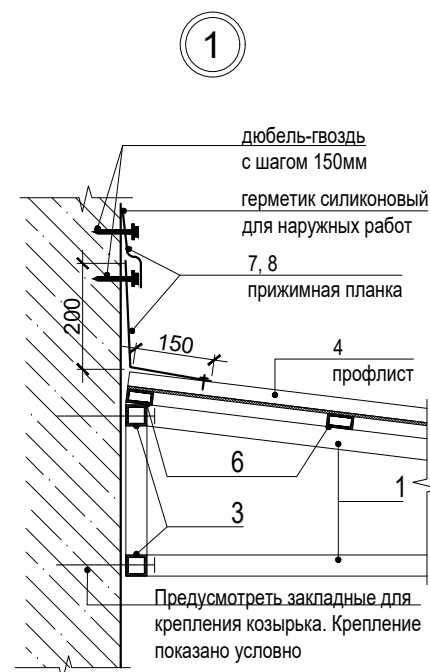 1
дюбель-гвоздь
с шагом 150мм
герметик силиконовый
для наружных работ
7, 8
прижимная планка
200
150
4
профлист
6
1
3
Предусмотреть закладные для
крепления козырька. Крепление
показано условно